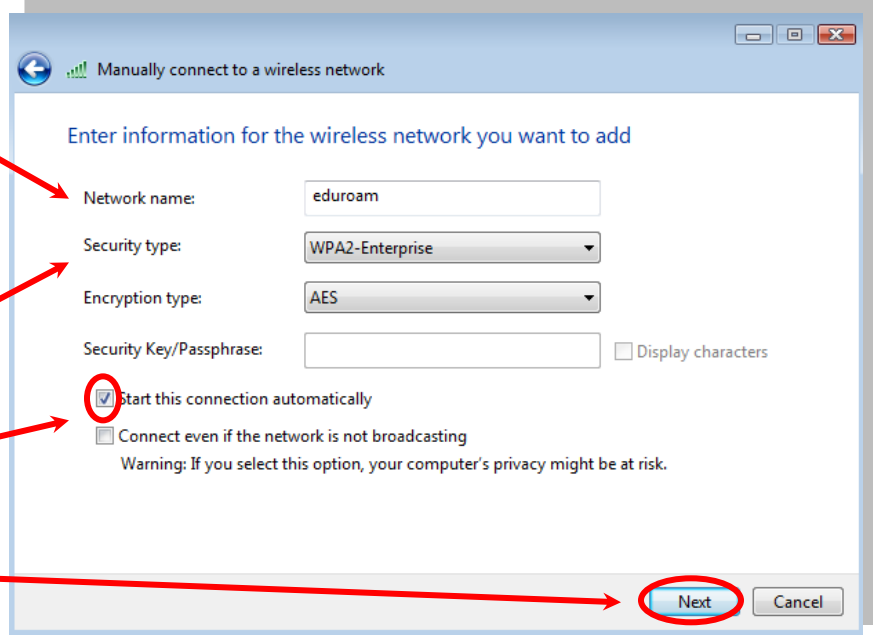 Manually connect to a wireless network
Enter information for the wireless network you want to add
Network name: eduroam
Security type: WPA2-Enterprise
Encryption type: AES
Security Key/Passphrase: Display characters
Start this connection automatically
Connect even if the network is not broadcasting
Warning: If you select this option, your computer's privacy might be at risk.
Next Cancel